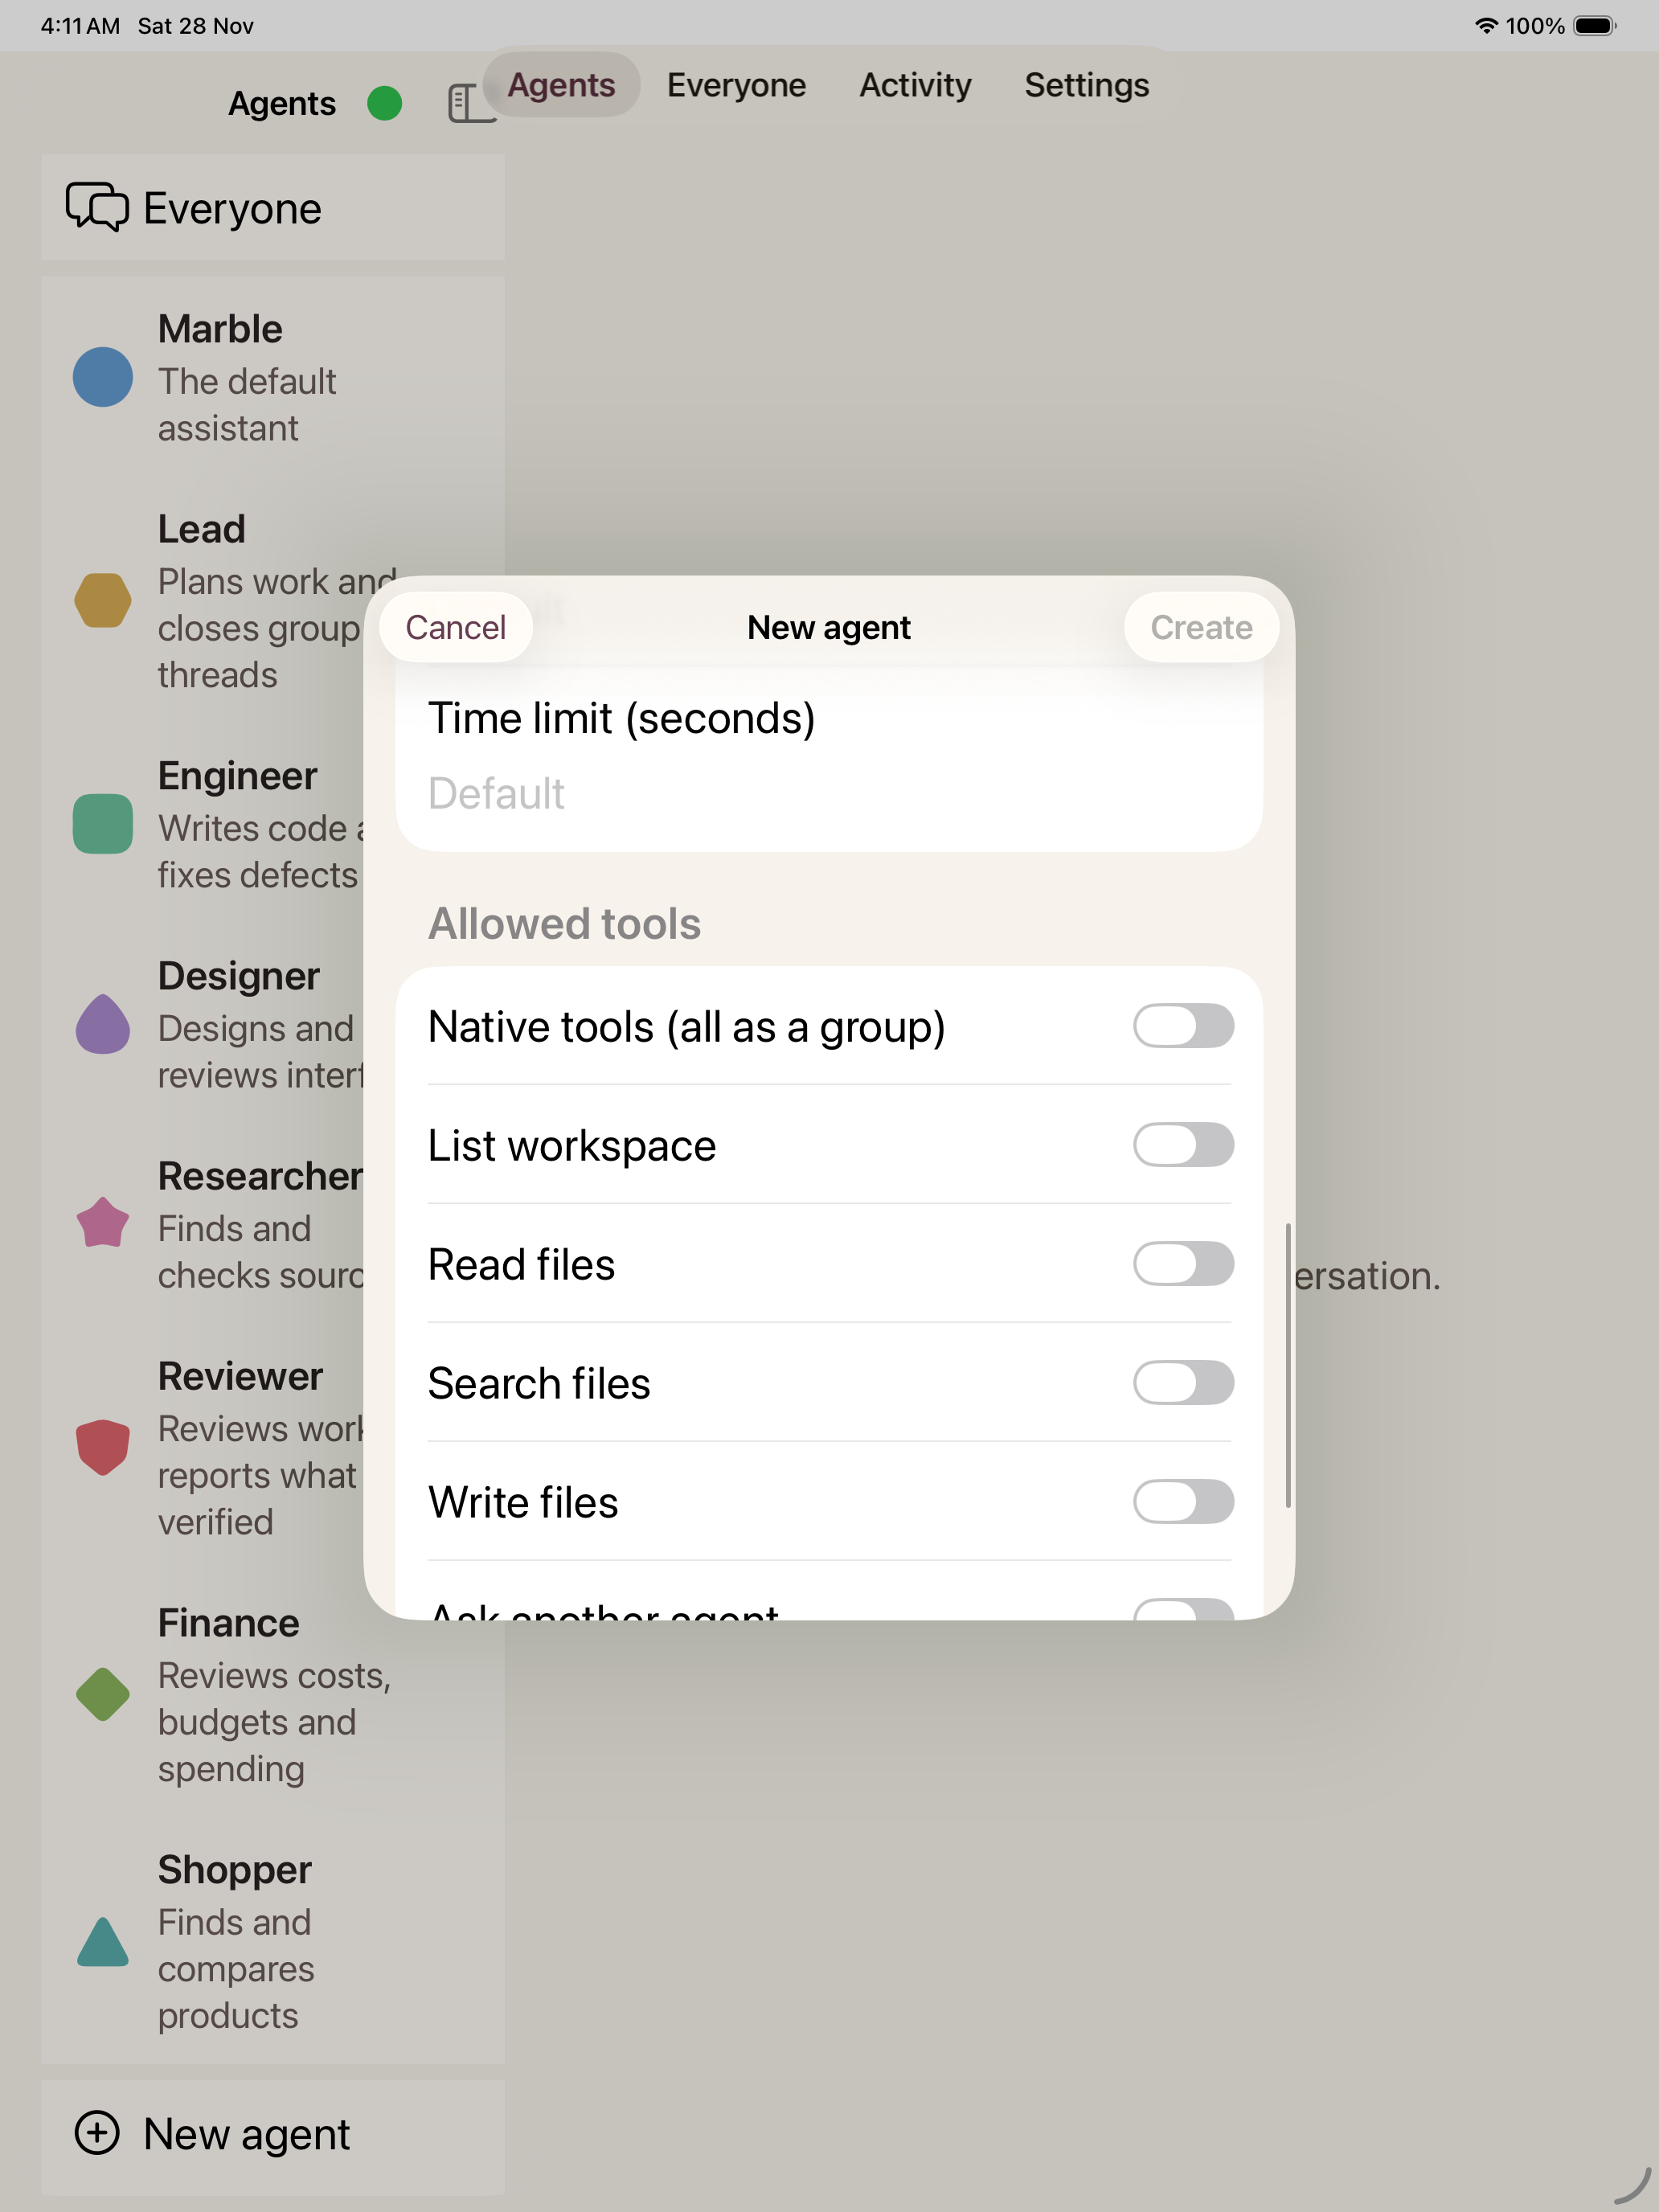 4:11 AM Sat 28 Nov
100%
Agents
Agents Everyone Activity Settings
Everyone
Marble
The default
assistant
Lead
Plans work and
closes group
threads
Engineer
Writes code
fixes defects
Designer
Designs and
reviews
Researcher
Finds and
checks
Reviewer
Reviews
reports what
verified
Finance
Reviews costs,
budgets and
spending
Shopper
Finds and
compares
products
New agent
Cancel
New agent
Create
Time limit (seconds)
Default
Allowed tools
Native tools (all as a group)
List workspace
Read files
Search files
Write files
Ask another agent